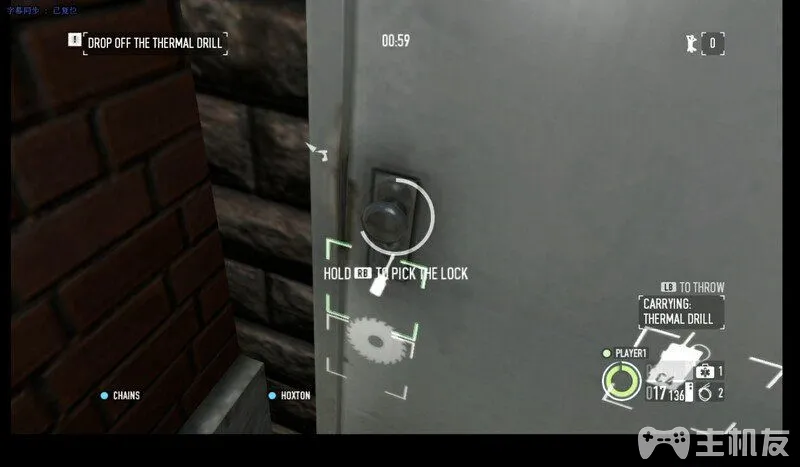 字幕同步 : 已复位
DROP OFF THE THERMAL DRILL
00:59
0
HOLD RB TO PICK THE LOCK
LB TO THROW
CARRYING:
THERMAL DRILL
PLAYER1
C4
1
017 136
2
CHAINS
HOXTON
主机友